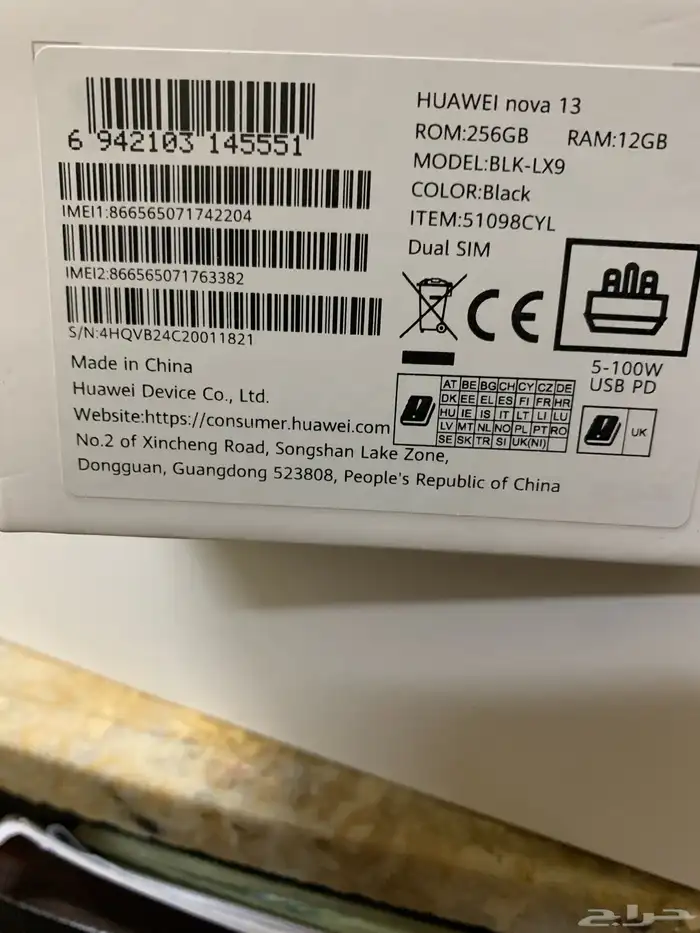 6 942103 145551
IMEI1:866565071742204
IMEI2:866565071763382
S/N:4HQVB24C20011821
Made in China
Huawei Device Co., Ltd.
Website:https://consumer.huawei.com
No.2 of Xincheng Road, Songshan Lake Zone,
Dongguan, Guangdong 523808, People's Republic of China
HUAWEI nova 13
ROM:256GB RAM:12GB
MODEL:BLK-LX9
COLOR:Black
ITEM:51098CYL
Dual SIM
CE
5-100W
USB PD
AT BE BG CH CY CZ DE
DK EE EL ES FI FR HR
HU IE IS IT LT LI LU
LV MT NL NO PL PT RO
SE SK TR SI UK(NI)
UK
حراج